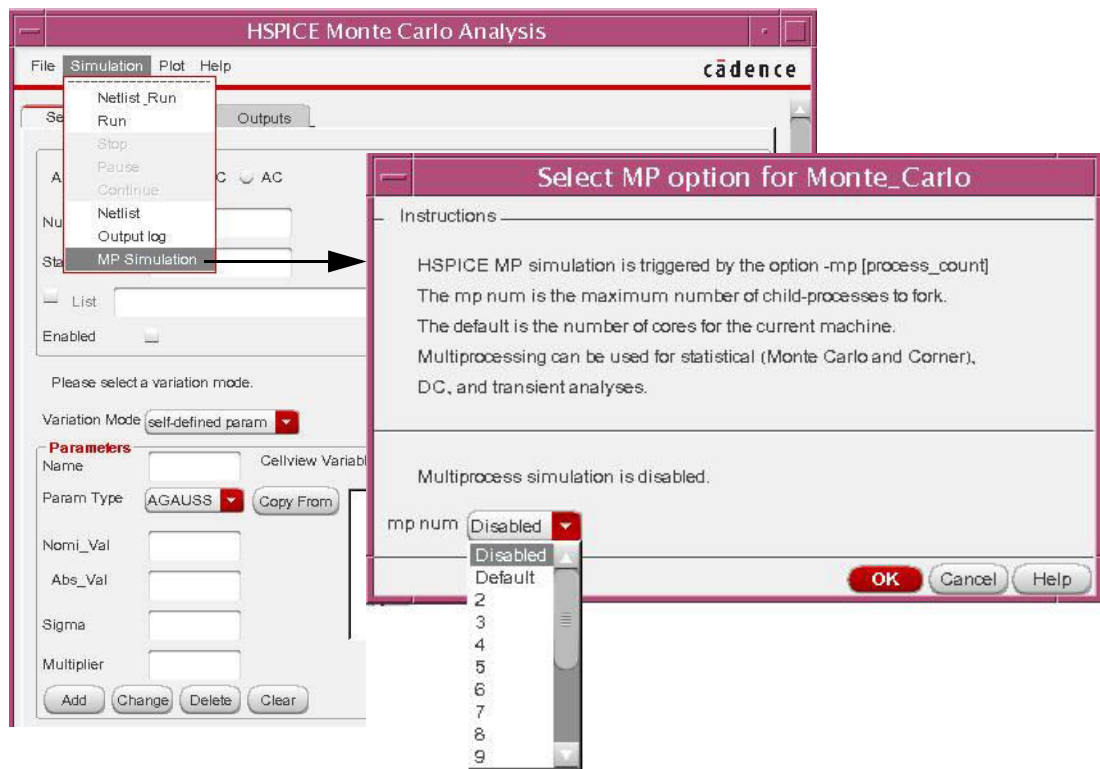 HSPICE Monte Carlo Analysis
File Simulation Plot Help
cādence
Netlist_Run
Run
Stop
Pause
Continue
Netlist
Output log
MP Simulation
Se
Outputs
A
C AC
Nu
Sta
List
Enabled
Please select a variation mode.
Variation Mode self-defined param
Parameters
Name
Cellview Variabl
Param Type AGAUSS Copy From
Nomi_Val
Abs_Val
Sigma
Multiplier
Add Change Delete Clear
Select MP option for Monte_Carlo
Instructions
HSPICE MP simulation is triggered by the option -mp [process_count]
The mp num is the maximum number of child-processes to fork.
The default is the number of cores for the current machine.
Multiprocessing can be used for statistical (Monte Carlo and Corner),
DC, and transient analyses.
Multiprocess simulation is disabled.
mp num Disabled
Disabled
Default
2
3
4
5
6
7
8
9
OK Cancel Help